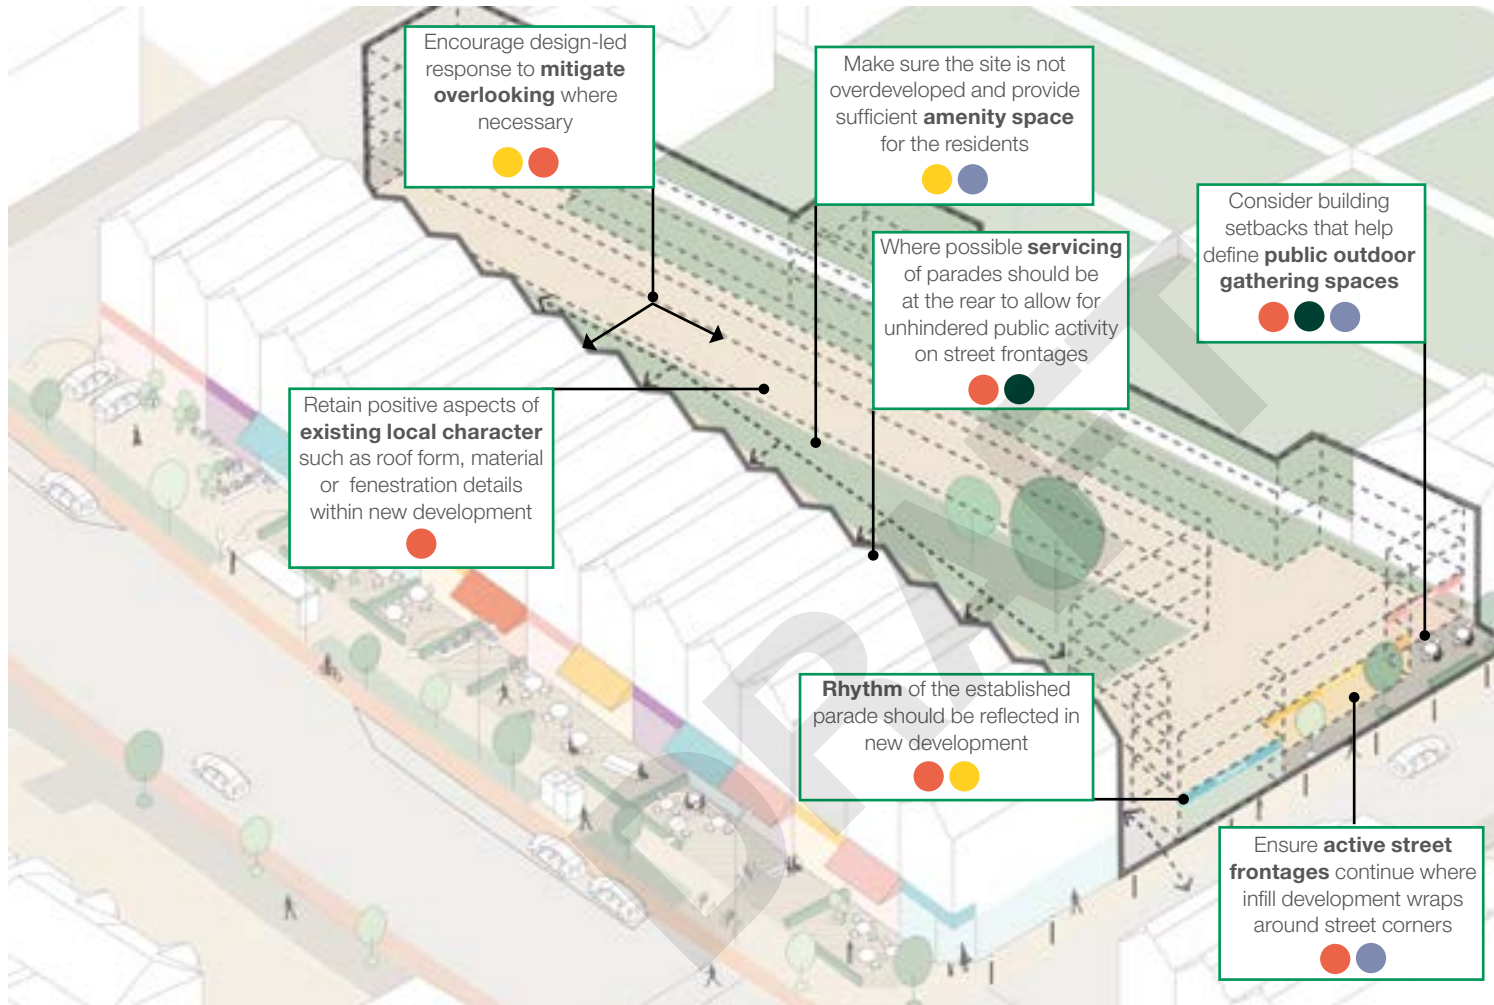 Encourage design-led
response to mitigate
overlooking where
necessary
Make sure the site is not
overdeveloped and provide
sufficient amenity space
for the residents
Consider building
setbacks that help
define public outdoor
gathering spaces
Where possible servicing
of parades should be
at the rear to allow for
unhindered public activity
on street frontages
Retain positive aspects of
existing local character
such as roof form, material
or fenestration details
within new development
Rhythm of the established
parade should be reflected in
new development
Ensure active street
frontages continue where
infill development wraps
around street corners
DRAFT